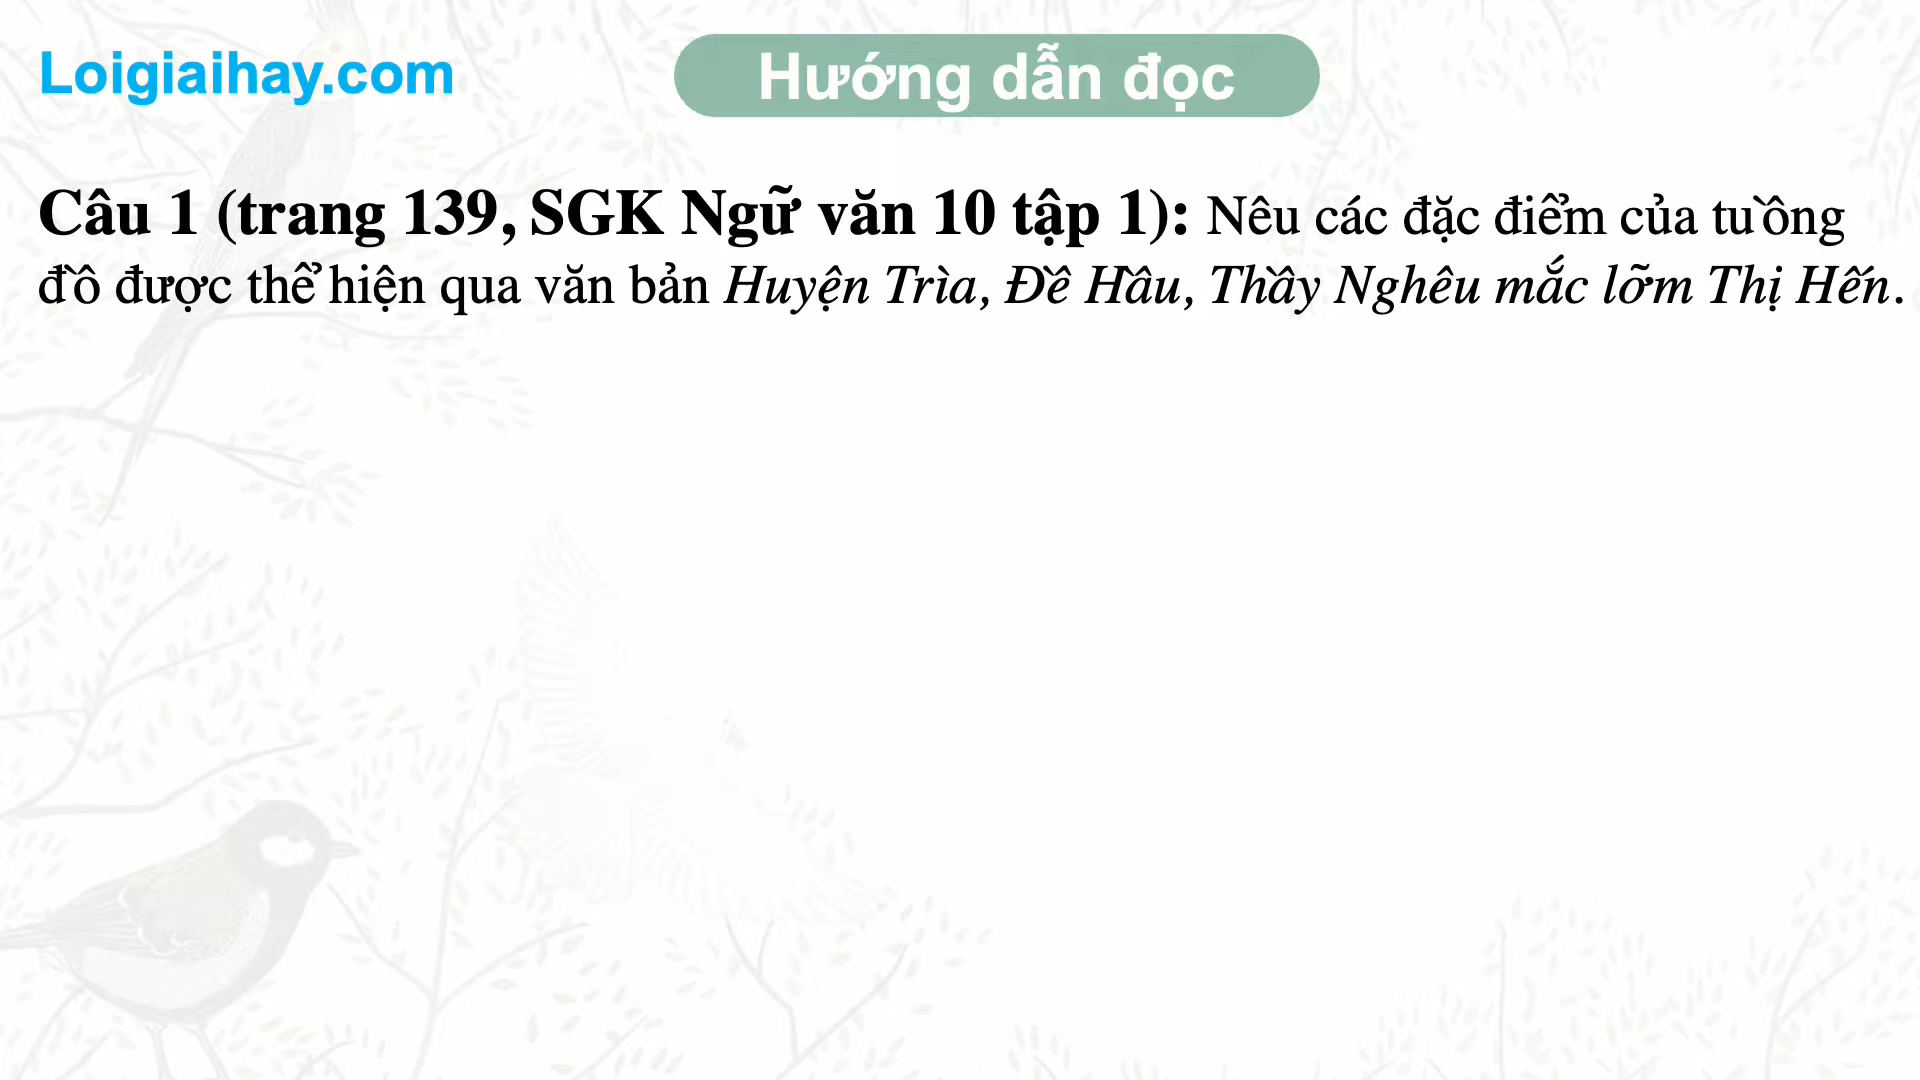 Loigiaihay.com
Hướng dẫn đọc
Câu 1 (trang 139, SGK Ngữ văn 10 tập 1): Nêu các đặc điểm của tuồng
đồ được thể hiện qua văn bản Huyện Trìa, Đề Hầu, Thầy Nghêu mắc lỡm Thị Hến.